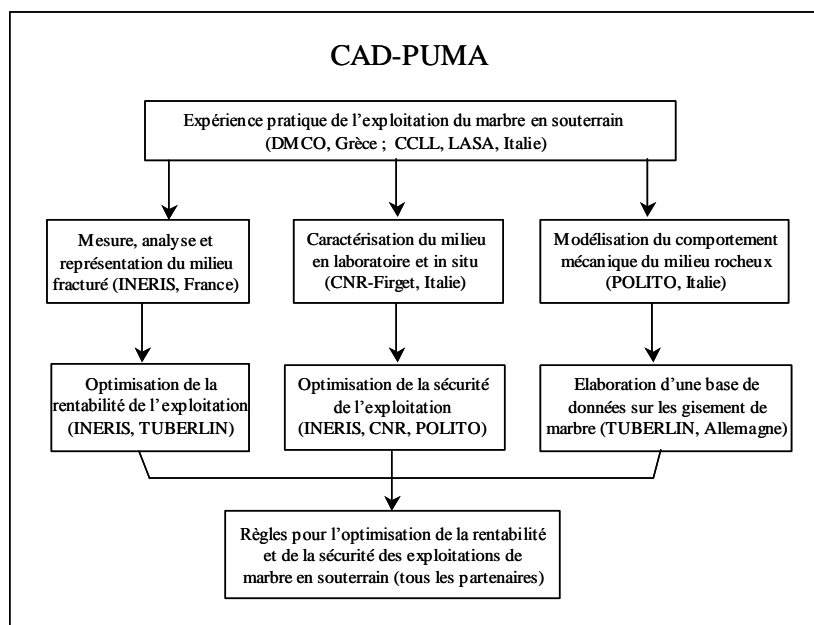 CAD-PUMA
Expérience pratique de l'exploitation du marbre en souterrain
(DMCO, Grèce ; CCLL, LASA, Italie)
Mesure, analyse et
représentation du milieu
fracturé (INERIS, France)
Caractérisation du milieu
en laboratoire et in situ
(CNR-Firget, Italie)
Modélisation du comportement
mécanique du milieu rocheux
(POLITO, Italie)
Optimisation de la
rentabilité de l'exploitation
(INERIS, TUBERLIN)
Optimisation de la sécurité
de l'exploitation
(INERIS, CNR, POLITO)
Elaboration d'une base de
données sur les gisement de
marbre (TUBERLIN, Allemagne)
Règles pour l'optimisation de la rentabilité
et de la sécurité des exploitations de
marbre en souterrain (tous les partenaires)